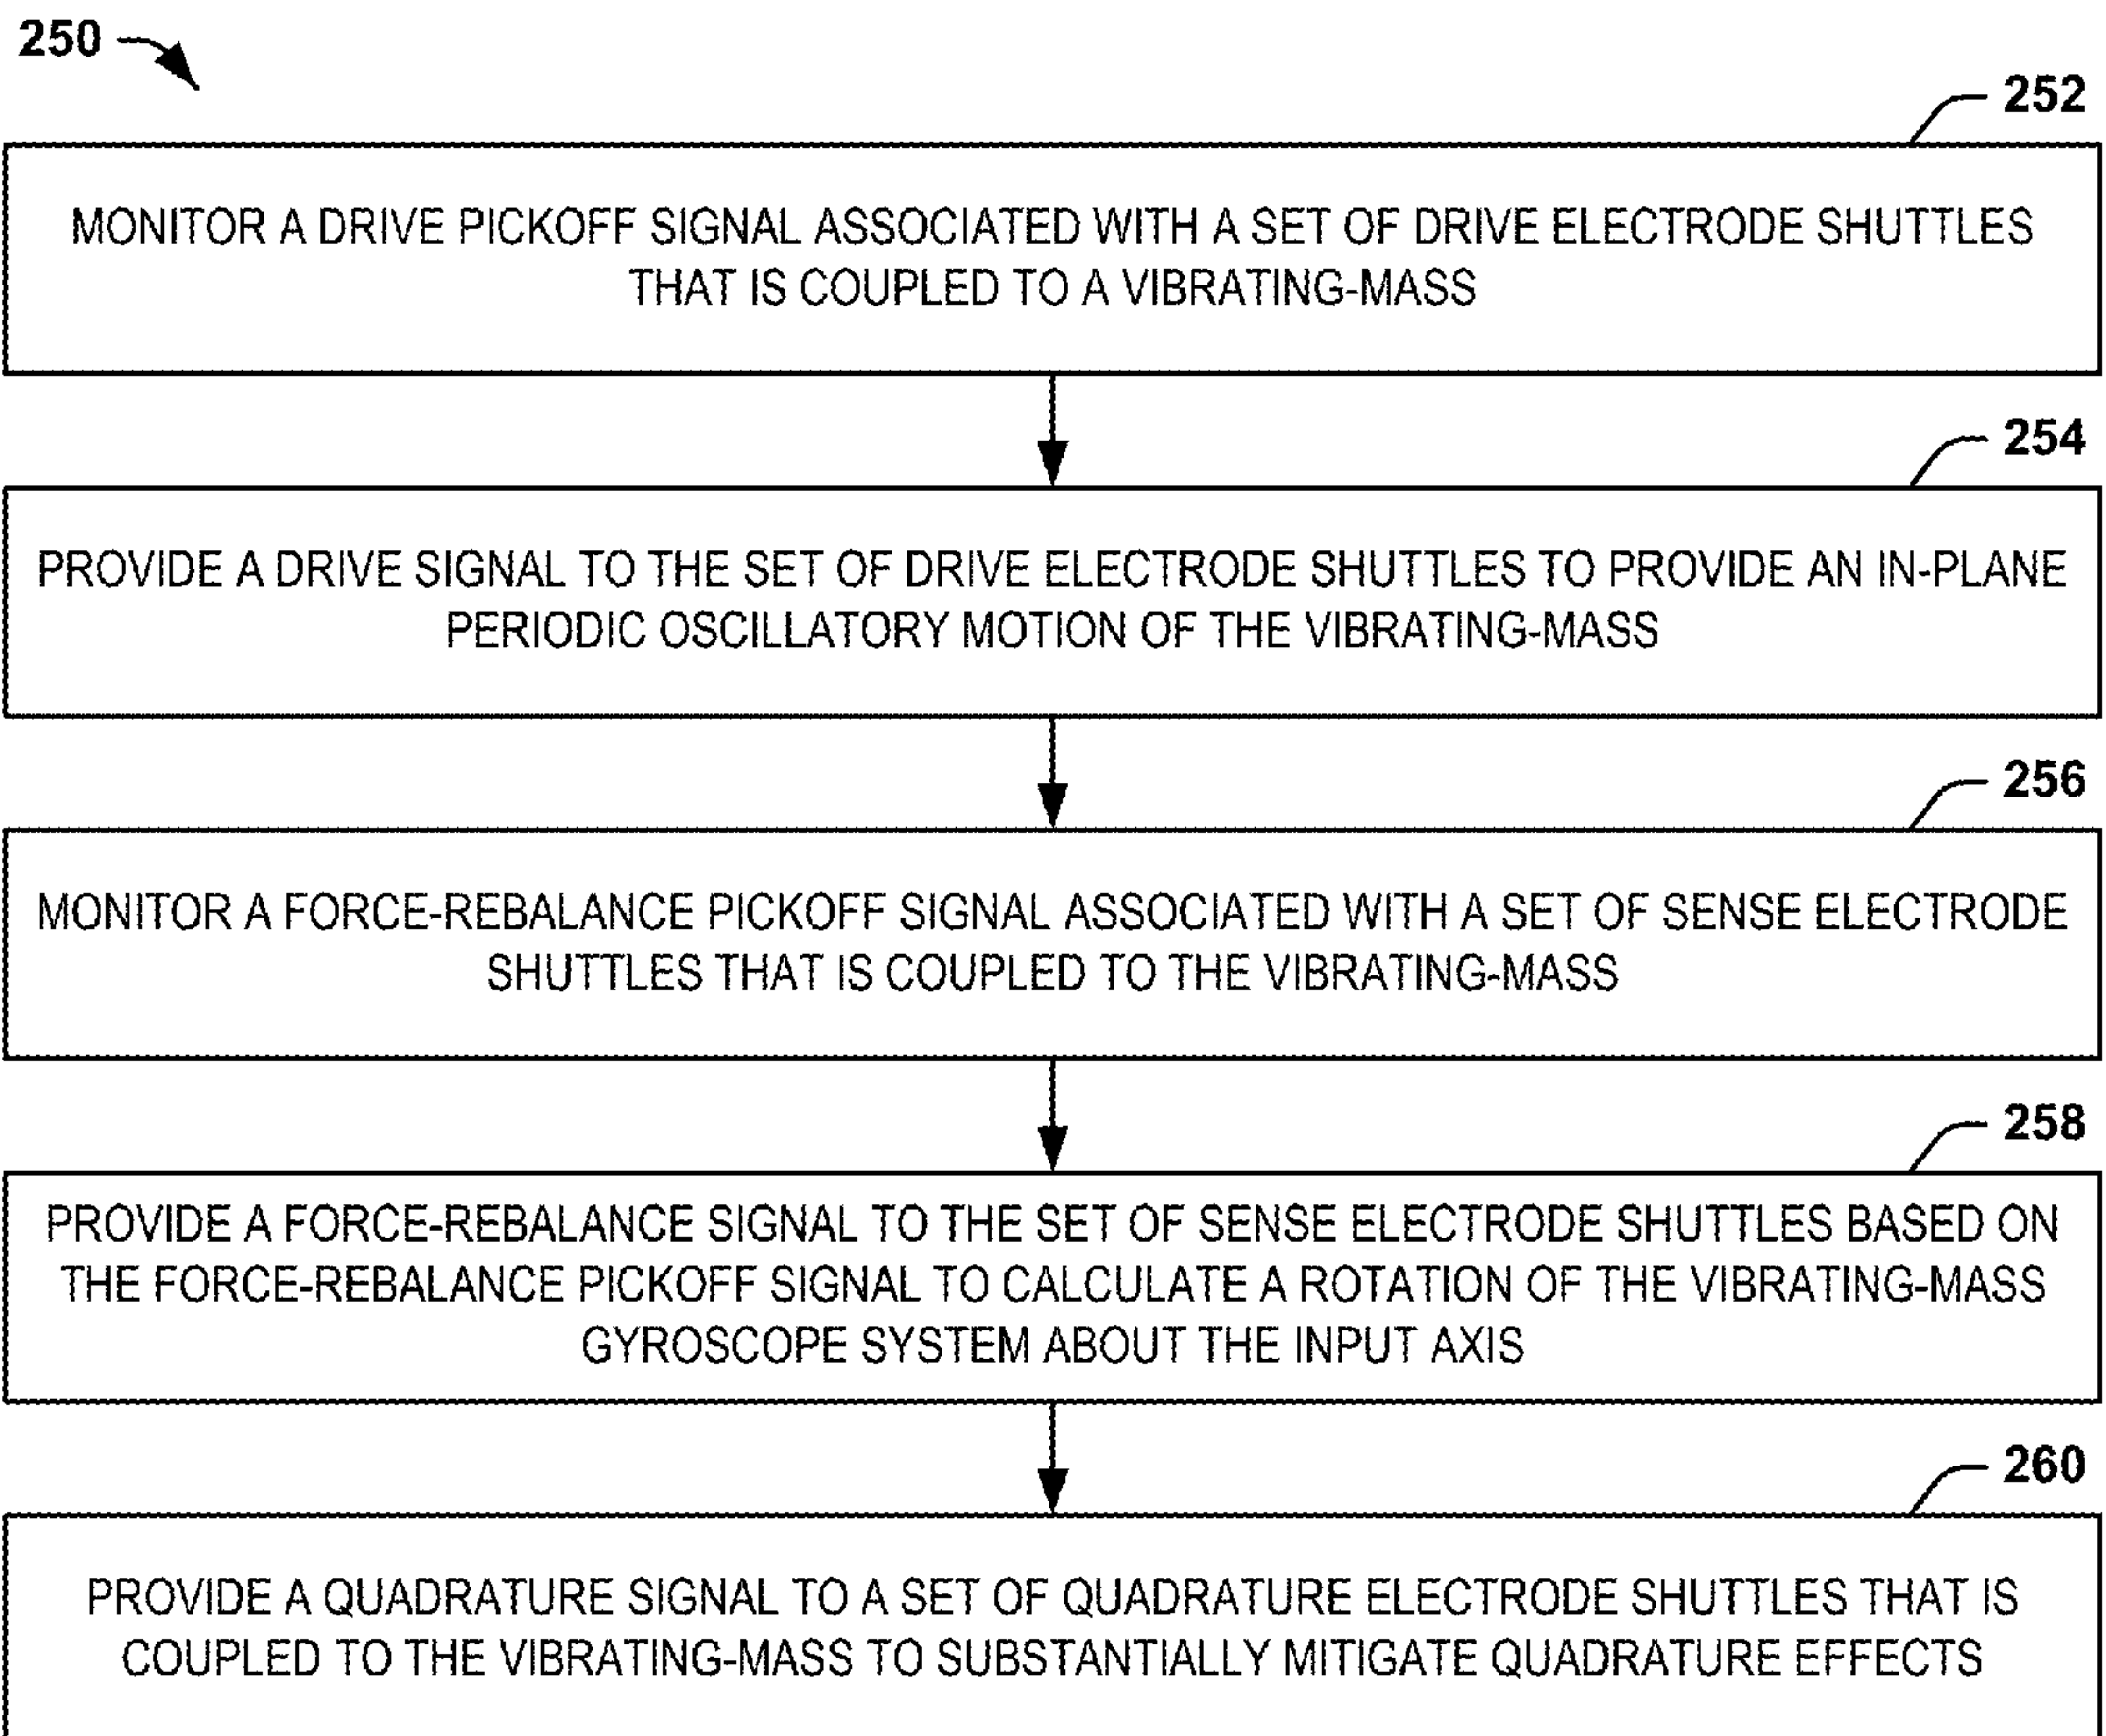 250
252
MONITOR A DRIVE PICKOFF SIGNAL ASSOCIATED WITH A SET OF DRIVE ELECTRODE SHUTTLES
THAT IS COUPLED TO A VIBRATING-MASS
254
PROVIDE A DRIVE SIGNAL TO THE SET OF DRIVE ELECTRODE SHUTTLES TO PROVIDE AN IN-PLANE
PERIODIC OSCILLATORY MOTION OF THE VIBRATING-MASS
256
MONITOR A FORCE-REBALANCE PICKOFF SIGNAL ASSOCIATED WITH A SET OF SENSE ELECTRODE
SHUTTLES THAT IS COUPLED TO THE VIBRATING-MASS
258
PROVIDE A FORCE-REBALANCE SIGNAL TO THE SET OF SENSE ELECTRODE SHUTTLES BASED ON
THE FORCE-REBALANCE PICKOFF SIGNAL TO CALCULATE A ROTATION OF THE VIBRATING-MASS
GYROSCOPE SYSTEM ABOUT THE INPUT AXIS
260
PROVIDE A QUADRATURE SIGNAL TO A SET OF QUADRATURE ELECTRODE SHUTTLES THAT IS
COUPLED TO THE VIBRATING-MASS TO SUBSTANTIALLY MITIGATE QUADRATURE EFFECTS